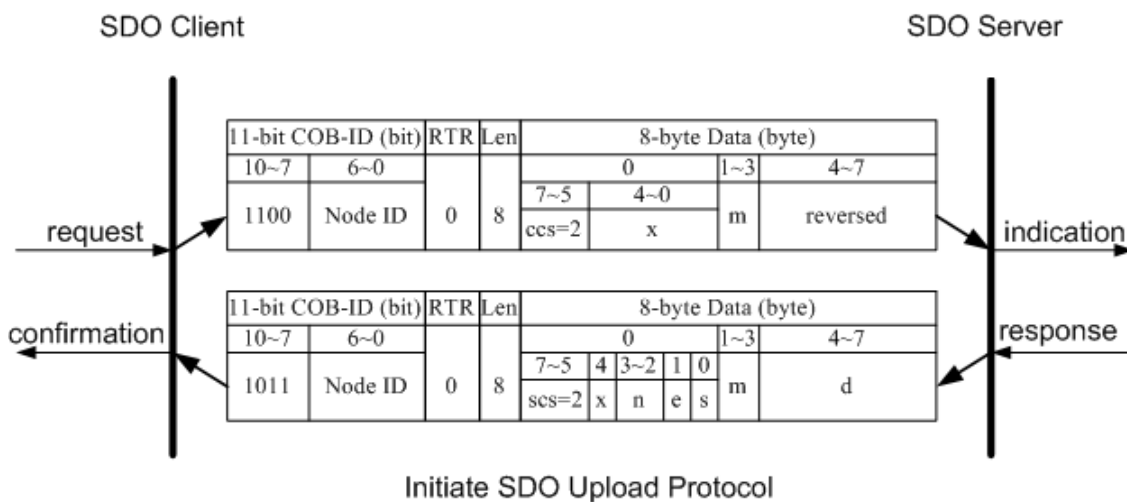 SDO Client
SDO Server
11-bit COB-ID (bit) RTR Len 8-byte Data (byte)
10~7 6~0 0 1~3 4~7
7~5 4~0
1100 Node ID 0 8 m reversed
ccs=2 x
request
indication
11-bit COB-ID (bit) RTR Len 8-byte Data (byte)
10~7 6~0 0 1~3 4~7
confirmation
response
7~5 4 3~2 1 0
1011 Node ID 0 8 m d
scs=2 x n e s
Initiate SDO Upload Protocol